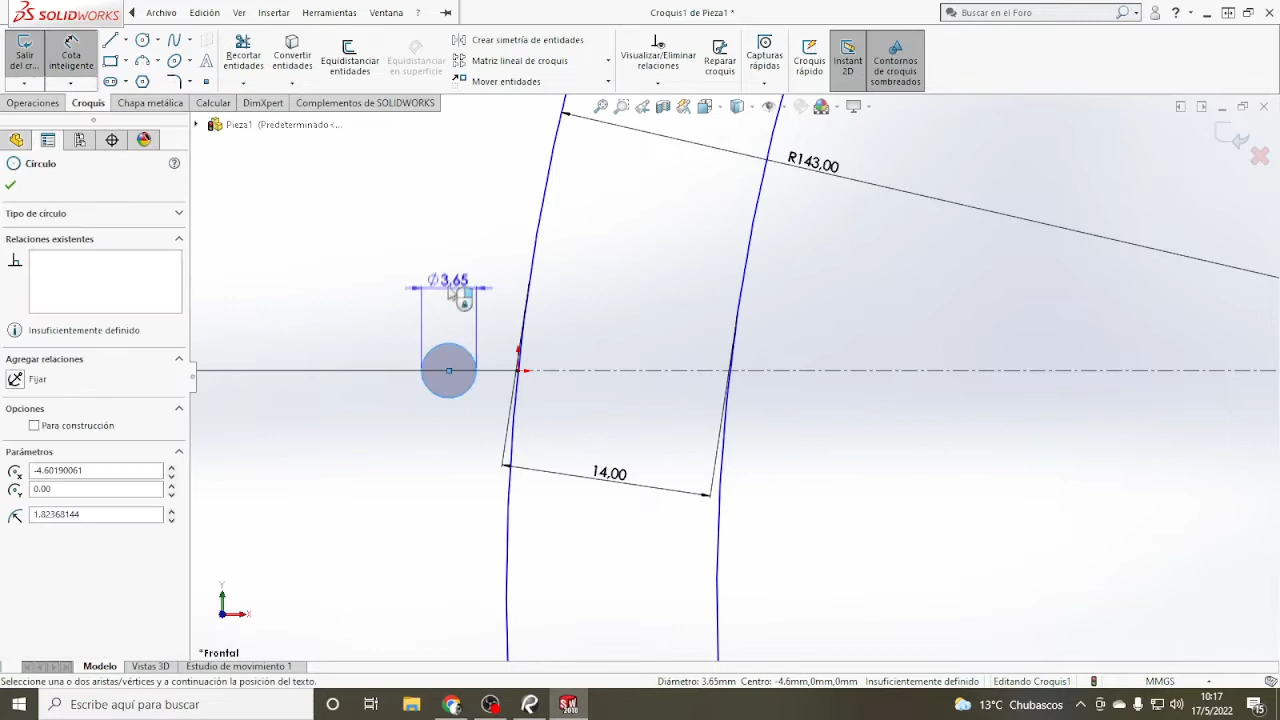 SOLIDWORKS
Archivo
Edición
Ver
Insertar
Herramientas
Ventana
?
Croquis1 de Pieza1 *
Buscar en el Foro
?
Salir del cr...
Cota inteligente
Recortar entidades
Convertir entidades
Equidistanciar entidades
Equidistanciar en superficie
Crear simetría de entidades
Matriz lineal de croquis
Mover entidades
Visualizar/Eliminar relaciones
Reparar croquis
Capturas rápidas
Croquis rápido
Instant 2D
Contornos de croquis sombreados
Operaciones
Croquis
Chapa metálica
Calcular
DimXpert
Complementos de SOLIDWORKS
Pieza1 (Predeterminado <...
Círculo
Tipo de círculo
Relaciones existentes
Insuficientemente definido
Agregar relaciones
Fijar
Opciones
Para construcción
Parámetros
-4.60190061
0.00
1.82368144
R143,00
Ø3,65
14,00
Y
X
*Frontal
Modelo
Vistas 3D
Estudio de movimiento 1
Seleccione una o dos aristas/vértices y a continuación la posición del texto.
Diámetro: 3.65mm Centro: -4.6mm,0mm,0mm
Insuficientemente definido
Editando Croquis1
MMGS
Escribe aquí para buscar
13°C Chubascos
10:17
17/5/2022
15